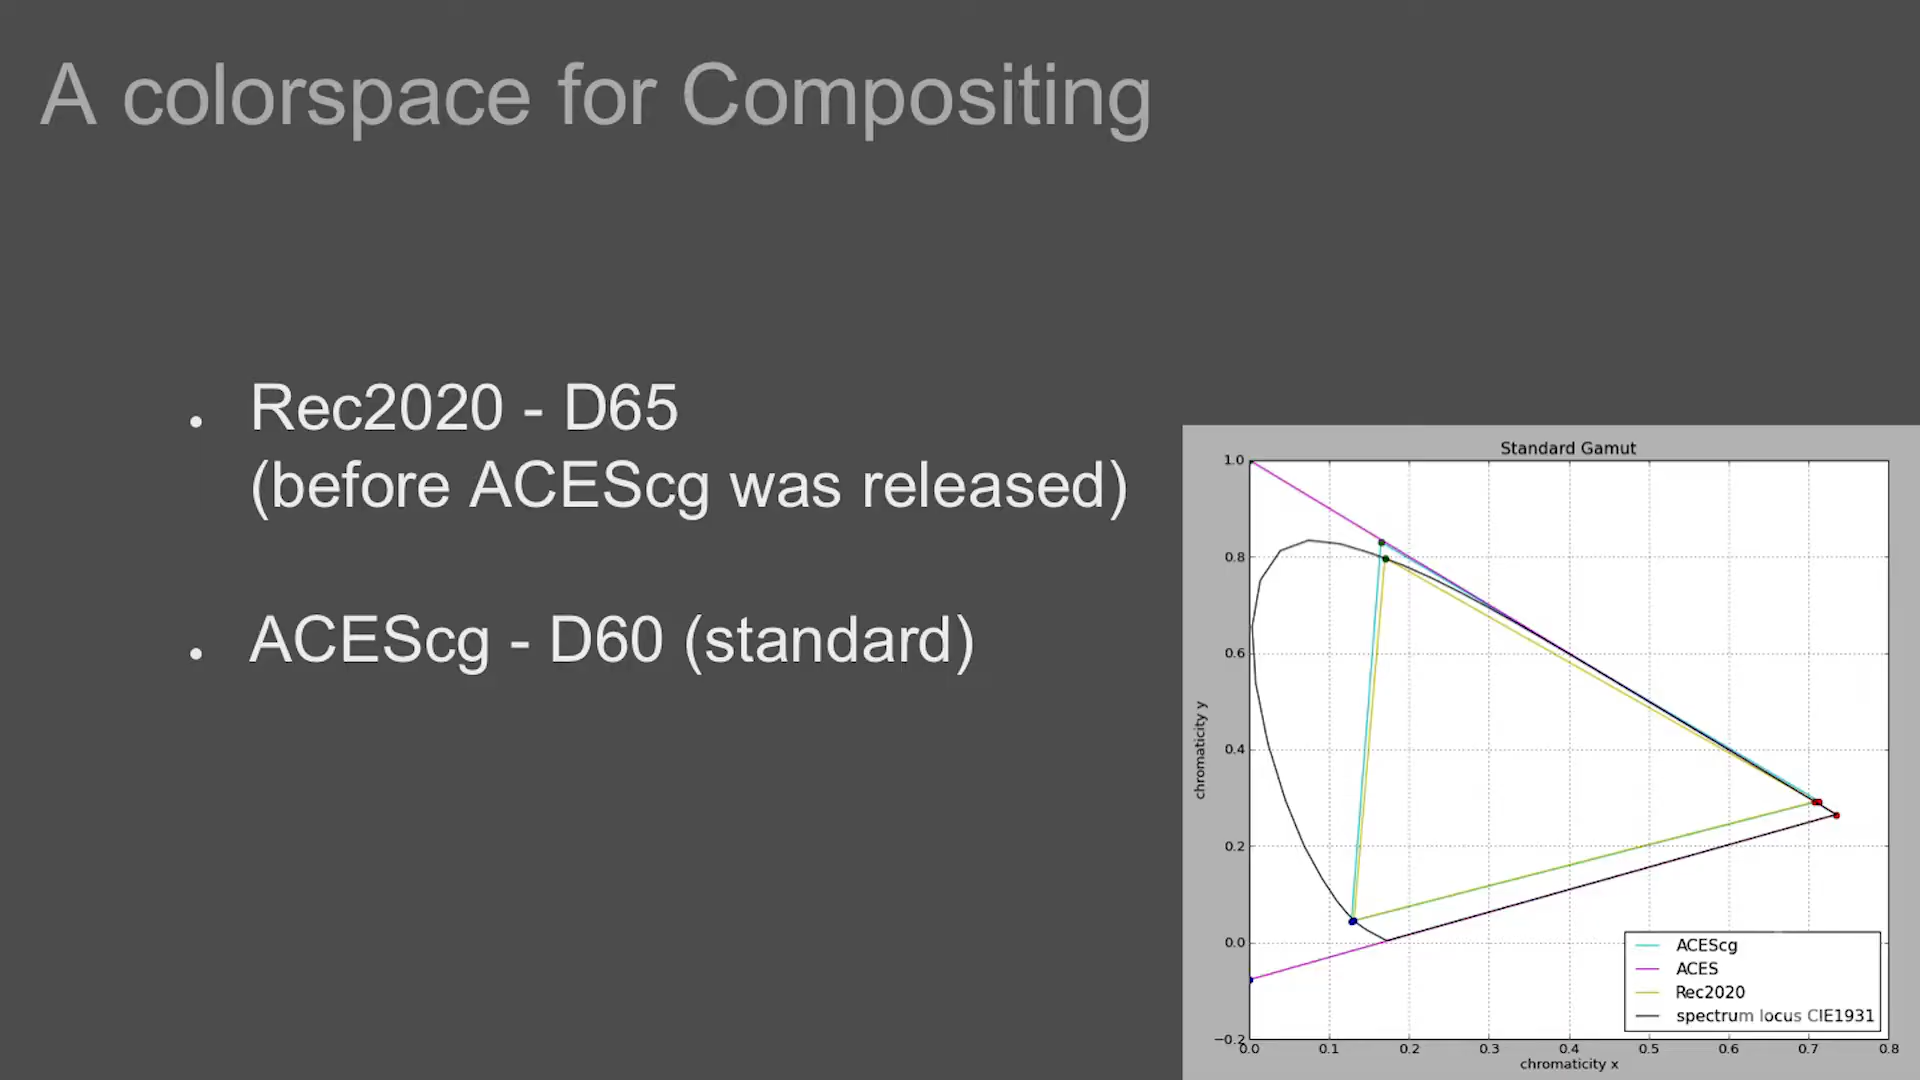 A colorspace for Compositing
• Rec2020 - D65
(before ACEScg was released)
• ACEScg - D60 (standard)
Standard Gamut
1.0
0.8
0.6
0.4
0.2
0.0
−0.2
chromaticity y
0.0 0.1 0.2 0.3 0.4 0.5 0.6 0.7 0.8
chromaticity x
ACEScg
ACES
Rec2020
spectrum locus CIE1931